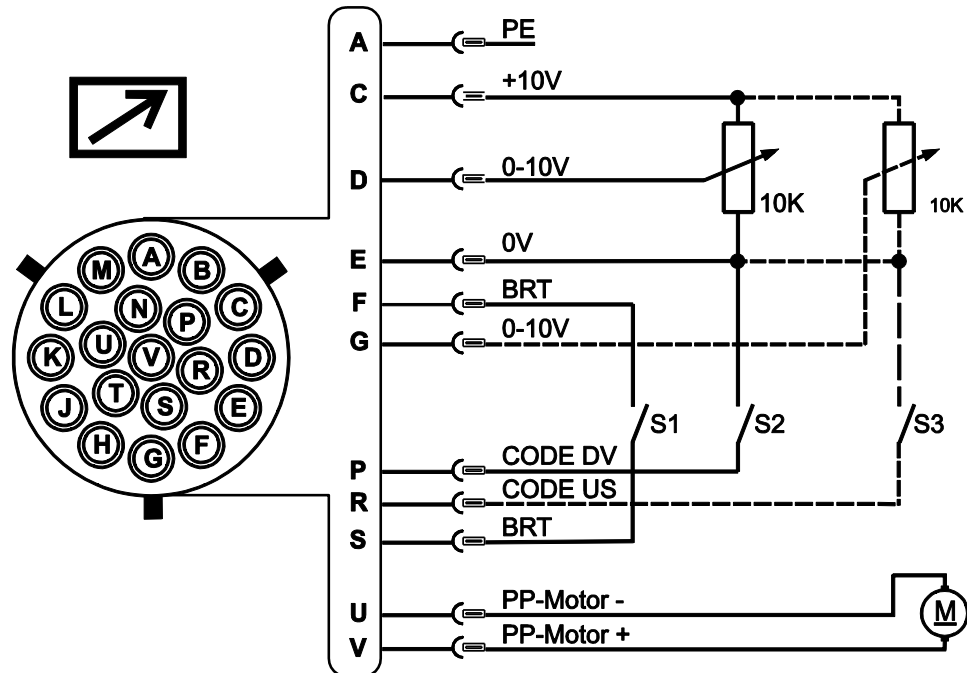 A PE
C +10V
D 0-10V 10K 10K
E 0V
F BRT
G 0-10V
S1 S2 S3
P CODE DV
R CODE US
S BRT
U PP-Motor -
V PP-Motor +
M
M A B
L N P C
K U V R D
J T S E
H G F